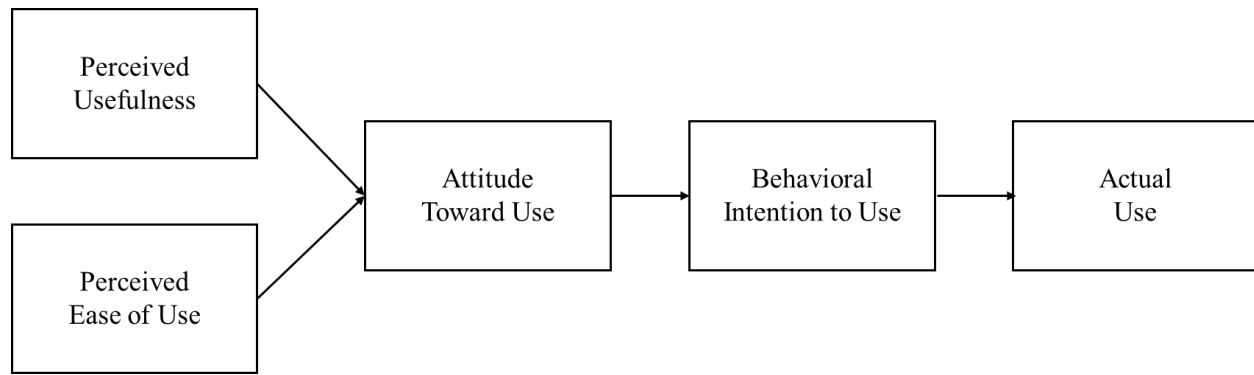 Perceived
Usefulness
Perceived
Ease of Use
Attitude
Toward Use
Behavioral
Intention to Use
Actual
Use